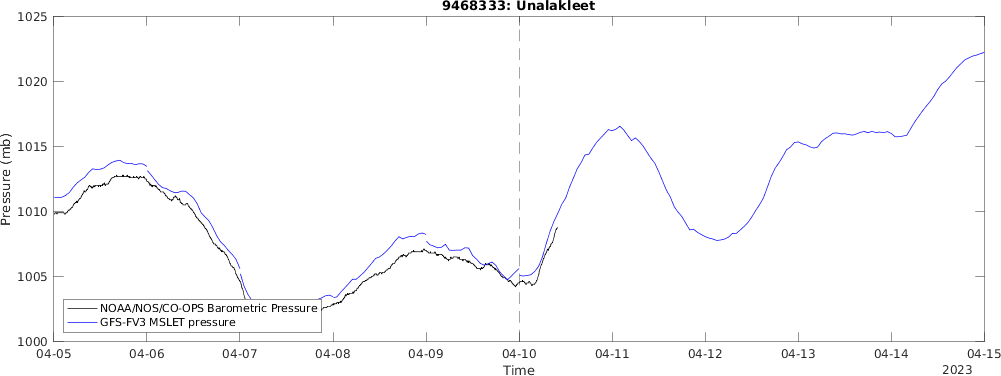 9468333: Unalakleet
Pressure (mb)
1025
1020
1015
1010
1005
1000
NOAA/NOS/CO-OPS Barometric Pressure
GFS-FV3 MSLET pressure
04-05 04-06 04-07 04-08 04-09 04-10 04-11 04-12 04-13 04-14 04-15
Time
2023